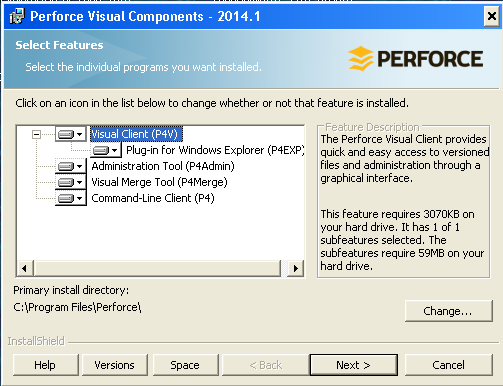 Perforce Visual Components - 2014.1
Select Features
Select the individual programs you want installed.
PERFORCE
Click on an icon in the list below to change whether or not that feature is installed.
Visual Client (P4V)
Plug-in for Windows Explorer (P4EXP)
Administration Tool (P4Admin)
Visual Merge Tool (P4Merge)
Command-Line Client (P4)
Feature Description
The Perforce Visual Client provides
quick and easy access to versioned
files and administration through a
graphical interface.
This feature requires 3070KB on
your hard drive. It has 1 of 1
subfeatures selected. The
subfeatures require 59MB on your
hard drive.
Primary install directory:
C:\Program Files\Perforce\
Change...
InstallShield
Help
Versions
Space
< Back
Next >
Cancel